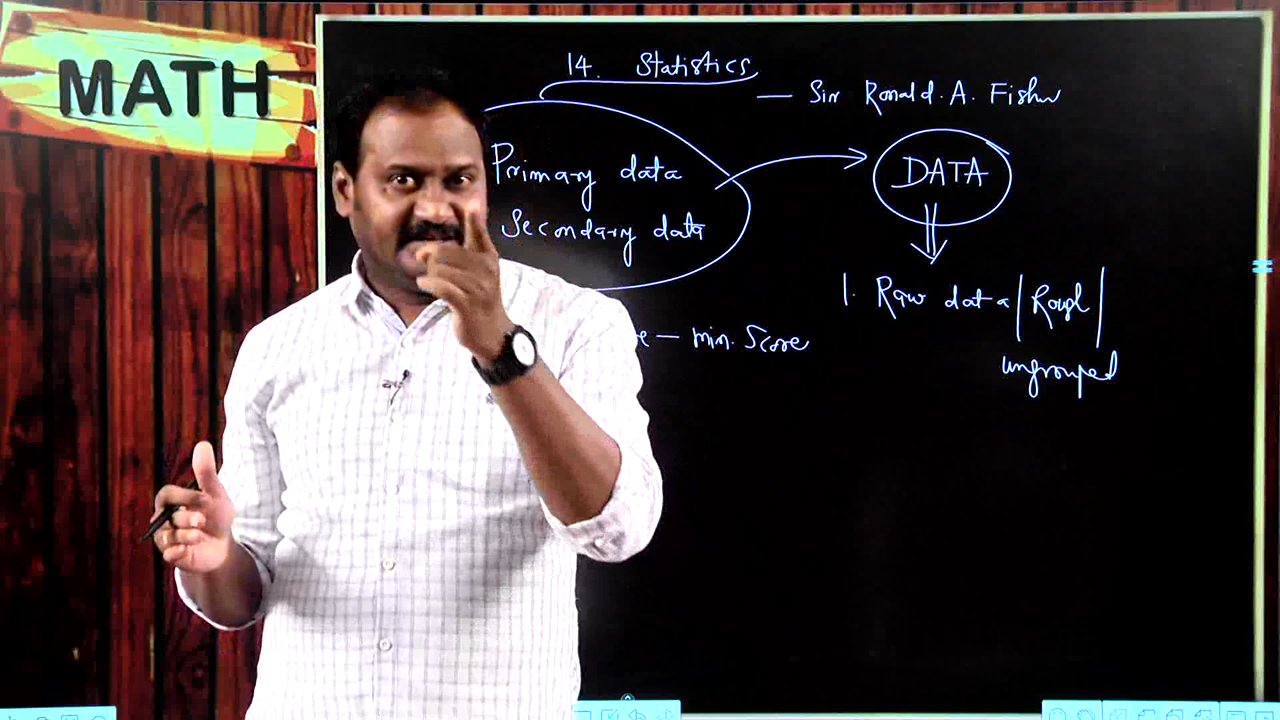 MATH
14. Statistics
— Sir Ronald. A. Fisher
Primary data
Secondary data
DATA
1. Raw data | Rough |
ungrouped
e — min. Score